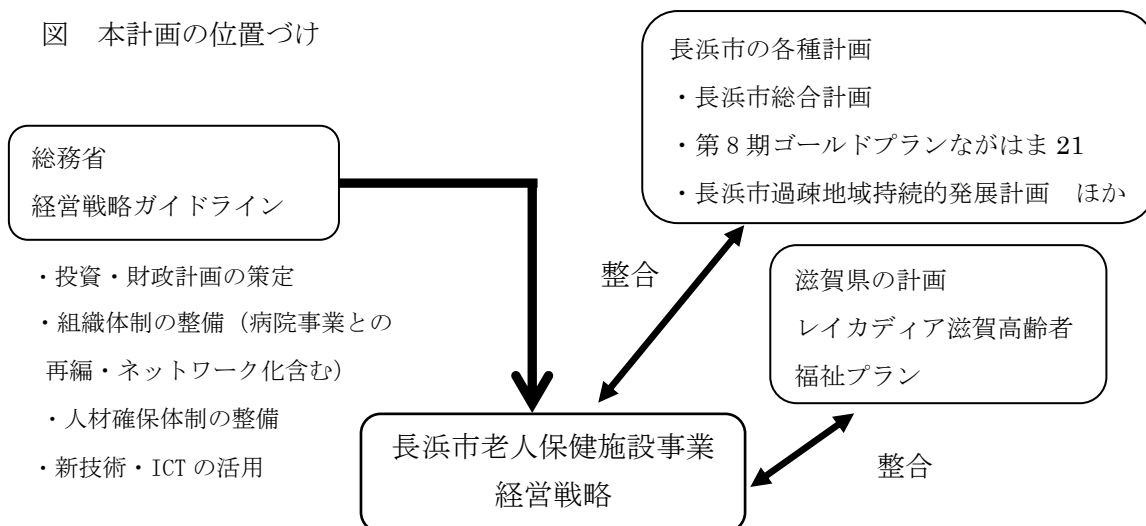 図　本計画の位置づけ
長浜市の各種計画
・長浜市総合計画
・第８期ゴールドプランながはま 21
・長浜市過疎地域持続的発展計画　ほか
総務省
経営戦略ガイドライン
・投資・財政計画の策定
・組織体制の整備（病院事業との
再編・ネットワーク化含む）
・人材確保体制の整備
・新技術・ICT の活用
整合
滋賀県の計画
レイカディア滋賀高齢者
福祉プラン
整合
長浜市老人保健施設事業
経営戦略